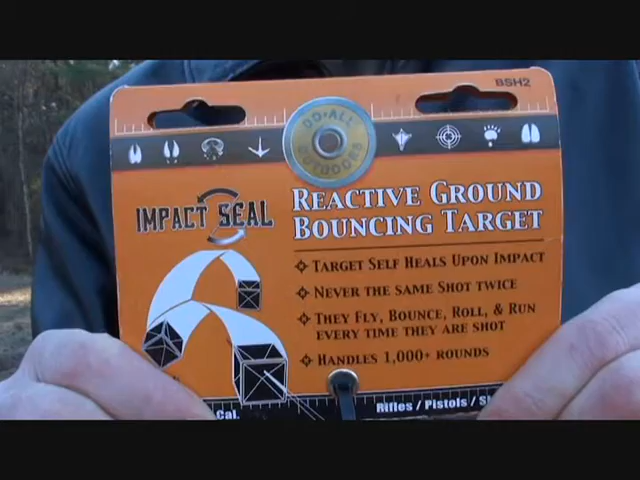 BSH2
DO-ALL
OUTDOORS
IMPACT SEAL
REACTIVE GROUND
BOUNCING TARGET
TARGET SELF HEALS UPON IMPACT
NEVER THE SAME SHOT TWICE
THEY FLY, BOUNCE, ROLL, & RUN
EVERY TIME THEY ARE SHOT
HANDLES 1,000+ ROUNDS
Cal.
Rifles / Pistols /